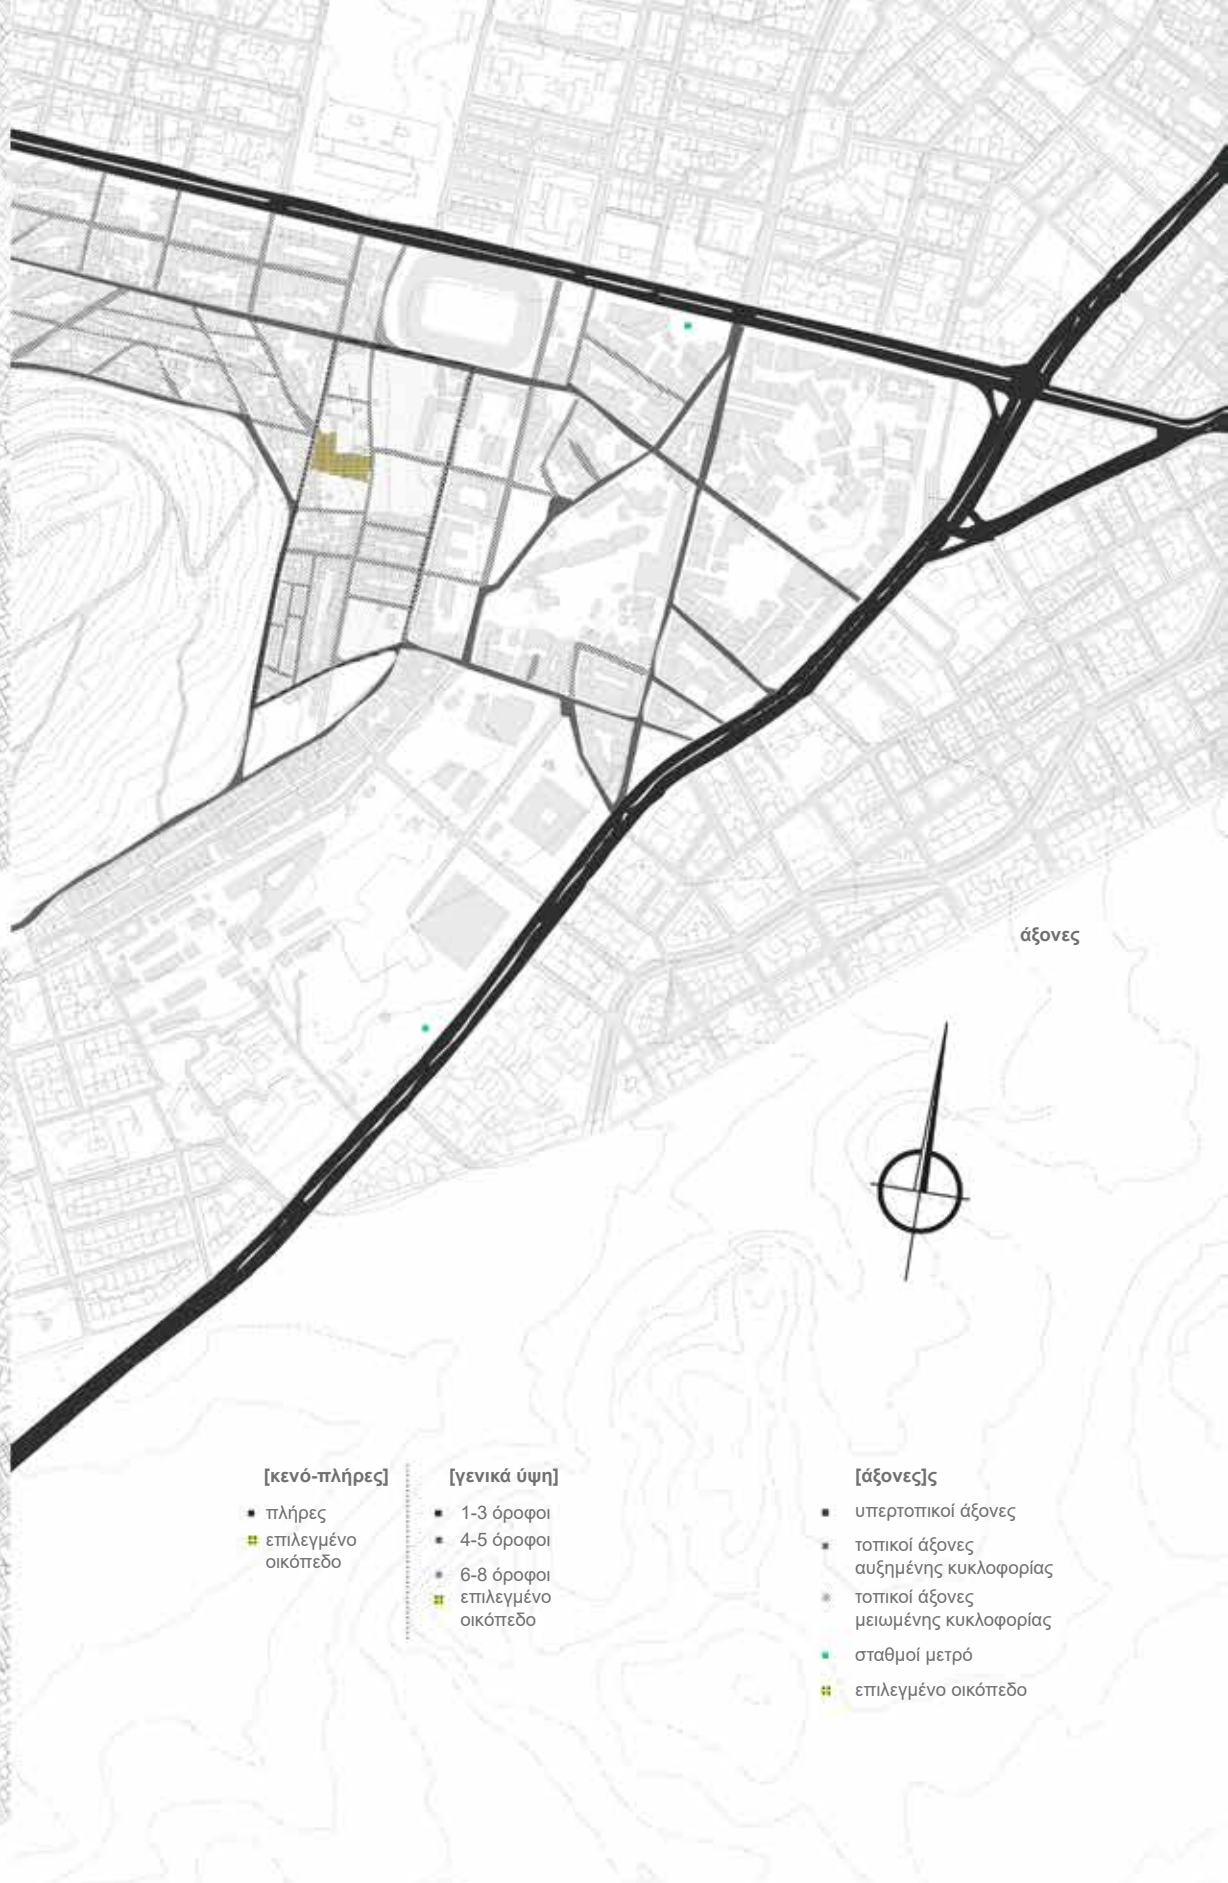 άξονες
[κενό-πλήρες]
πλήρες
επιλεγμένο
οικόπεδο
[γενικά ύψη]
1-3 όροφοι
4-5 όροφοι
6-8 όροφοι
επιλεγμένο
οικόπεδο
[άξονες]ς
υπερτοπικοί άξονες
τοπικοί άξονες
αυξημένης κυκλοφορίας
τοπικοί άξονες
μειωμένης κυκλοφορίας
σταθμοί μετρό
επιλεγμένο οικόπεδο